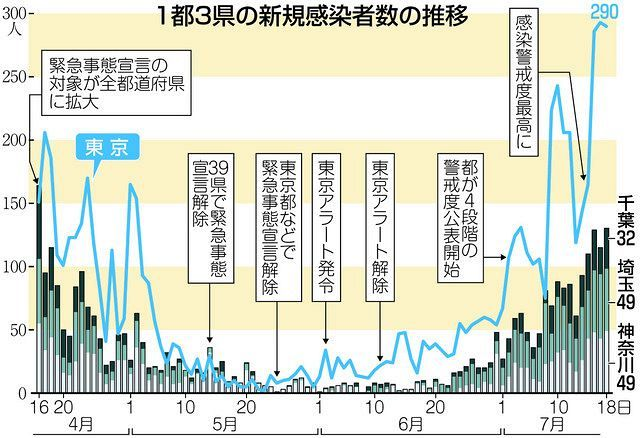 1都3県の新規感染者数の推移
300
人
250
200
150
100
50
0
緊急事態宣言の
対象が全都道府県
に拡大
東京
39県で緊急事態
宣言解除
東京都などで
緊急事態宣言解除
東京アラート発令
東京アラート解除
都が4段階の
警戒度公表開始
感染警戒度最高に
290
千葉
32
埼玉
49
神奈川
49
16 20 1 10 20 1 10 20 1 10 18日
4月 5月 6月 7月